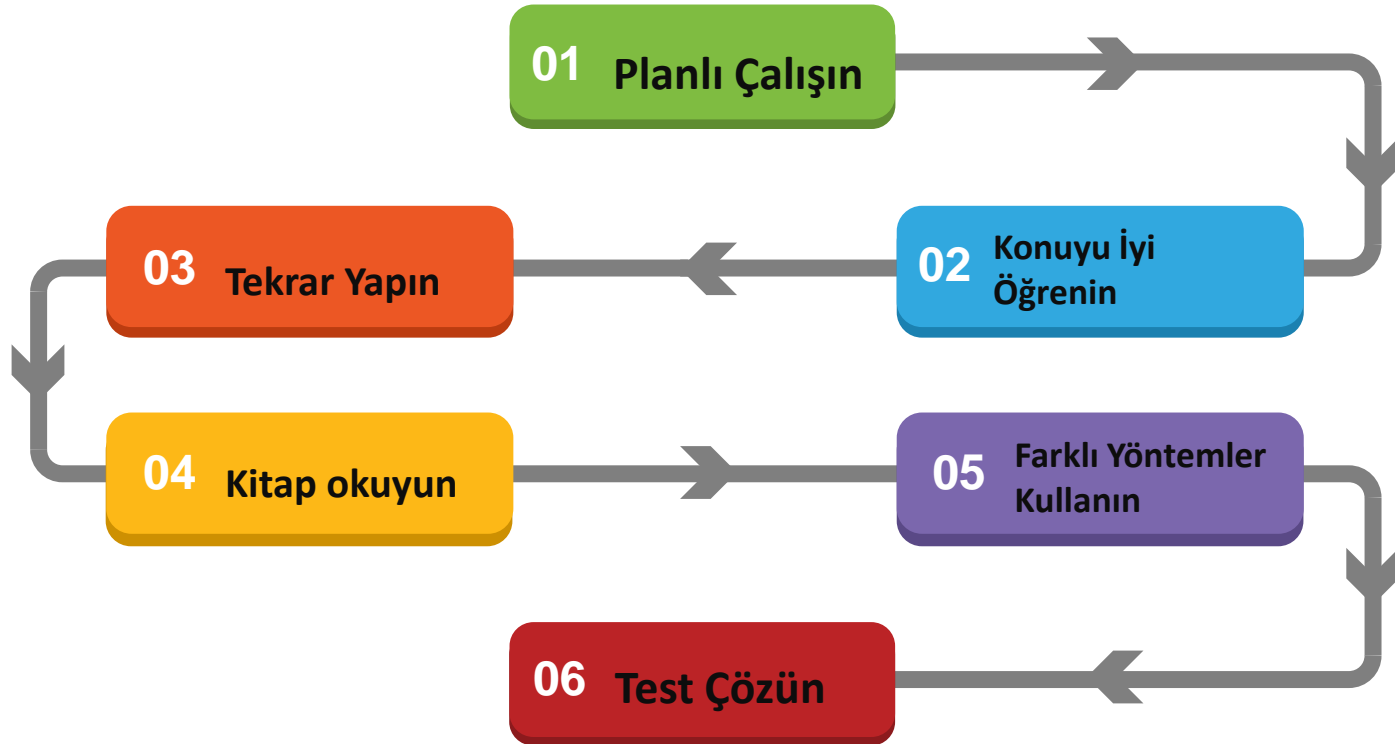 01 Planlı Çalışın
02 Konuyu İyi
Öğrenin
03 Tekrar Yapın
04 Kitap okuyun
05 Farklı Yöntemler
Kullanın
06 Test Çözün